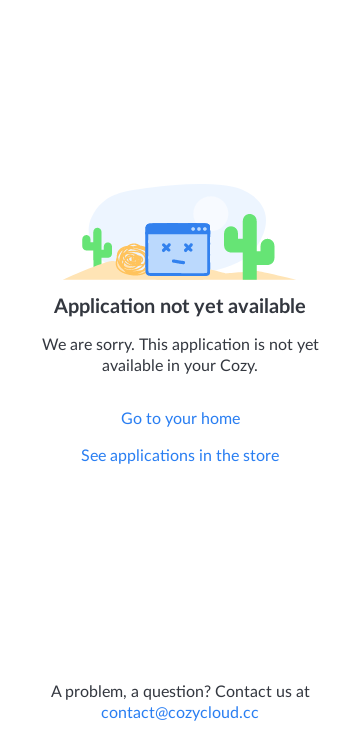 Application not yet available
We are sorry. This application is not yet
available in your Cozy.
Go to your home
See applications in the store
A problem, a question? Contact us at
contact@cozycloud.cc